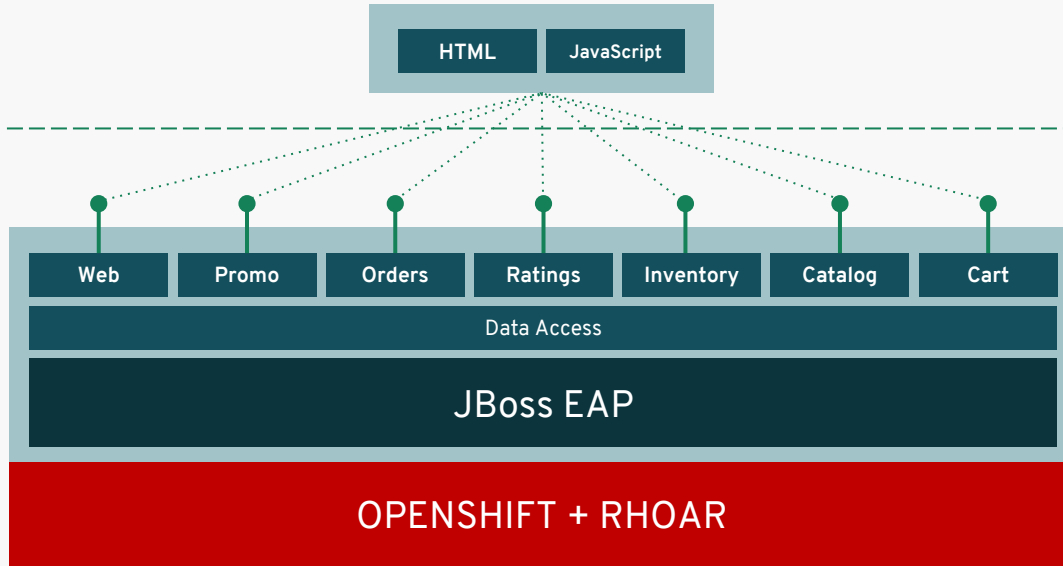 HTML
JavaScript
Web
Promo
Orders
Ratings
Inventory
Catalog
Cart
Data Access
JBoss EAP
OPENSHIFT + RHOAR